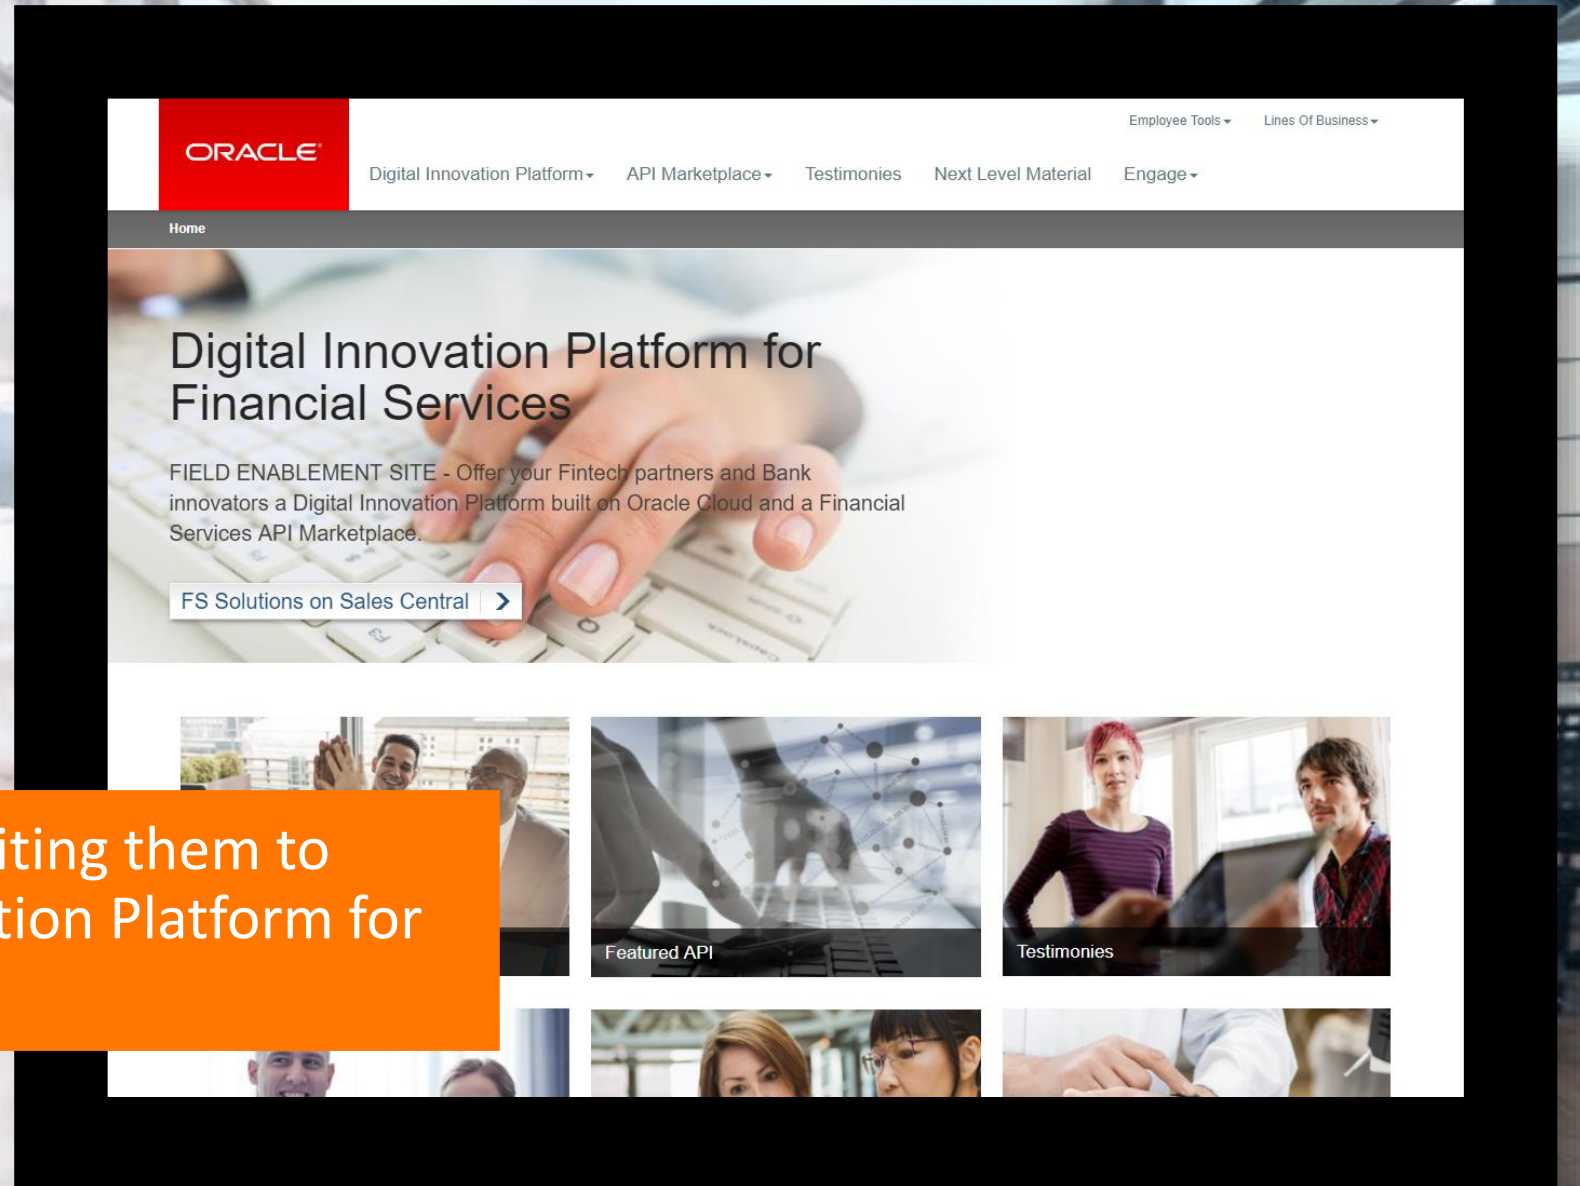 Employee Tools
Lines Of Business
ORACLE
Digital Innovation Platform
API Marketplace
Testimonies
Next Level Material
Engage
Home
Digital Innovation Platform for
Financial Services
FIELD ENABLEMENT SITE - Offer your Fintech partners and Bank
innovators a Digital Innovation Platform built on Oracle Cloud and a Financial
Services API Marketplace.
FS Solutions on Sales Central
iting them to
tion Platform for
Featured API
Testimonies